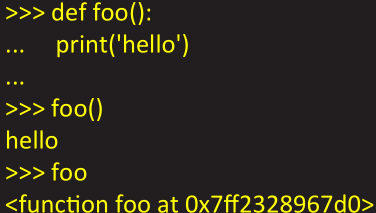 >>> def foo():
...     print('hello')
...
>>> foo()
hello
>>> foo
<function foo at 0x7ff2328967d0>